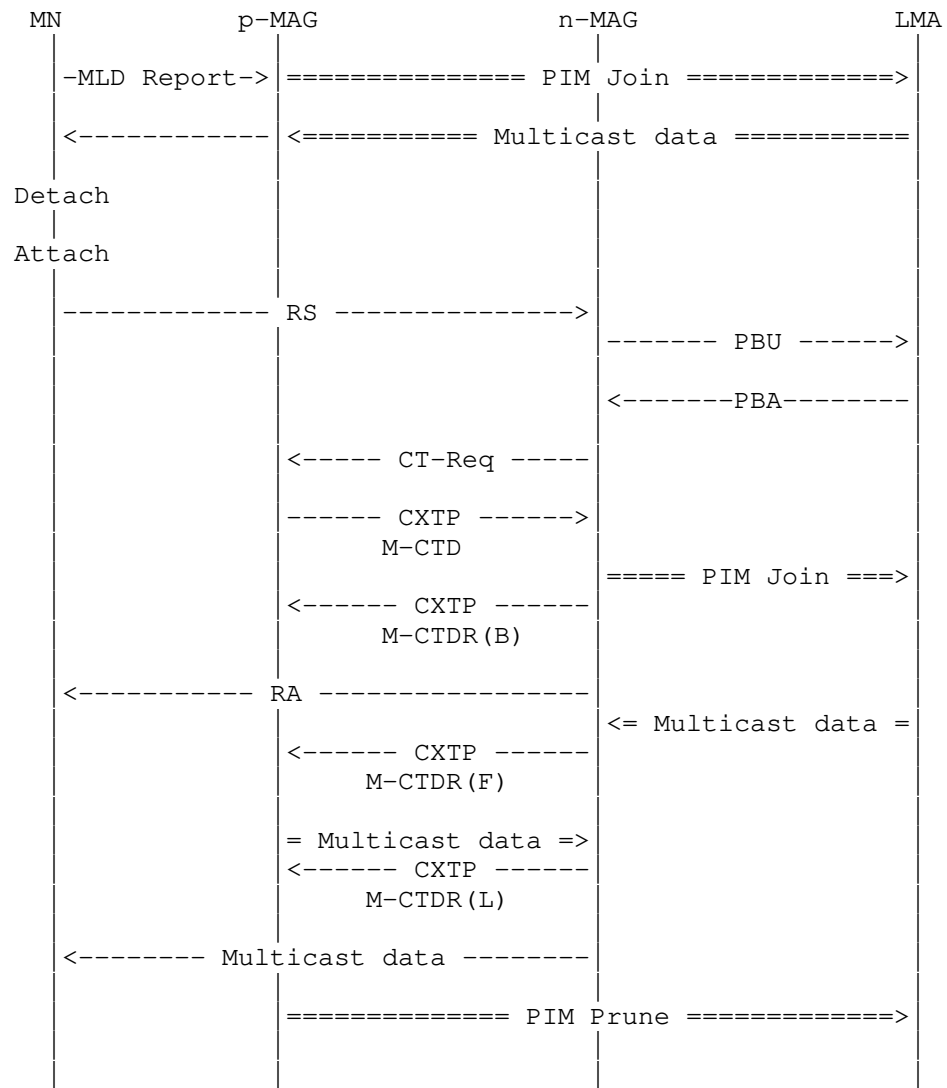 MN p-MAG n-MAG LMA
-MLD Report-> =============== PIM Join =============>
<------------ <=========== Multicast data ===========
Detach
Attach
------------- RS --------------->
------- PBU ------>
<-------PBA--------
<----- CT-Req -----
------ CXTP ------>
M-CTD
===== PIM Join ===>
<------ CXTP ------
M-CTDR(B)
<----------- RA -----------------
<= Multicast data =
<------ CXTP ------
M-CTDR(F)
= Multicast data =>
<------ CXTP ------
M-CTDR(L)
<-------- Multicast data --------
============== PIM Prune =============>